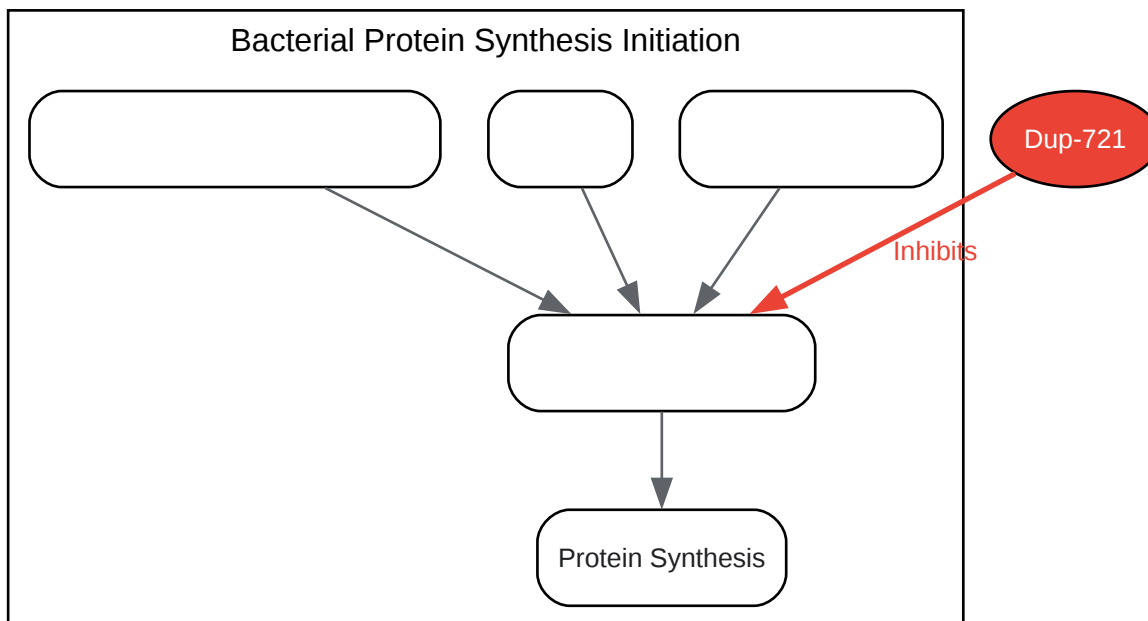 Bacterial Protein Synthesis Initiation
Dup-721
Inhibits
Protein Synthesis